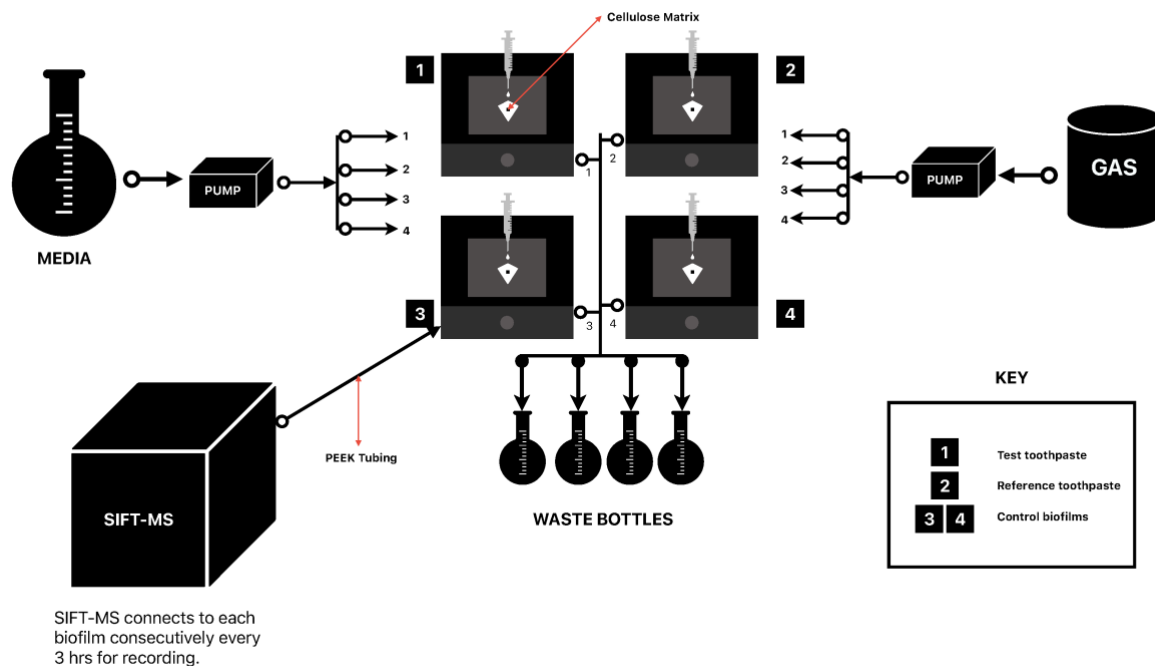 Cellulose Matrix
1
2
1
2
3
4
MEDIA
PUMP
1
2
1
2
3
4
PUMP
GAS
3
4
3
4
PEEK Tubing
SIFT-MS
SIFT-MS connects to each
biofilm consecutively every
3 hrs for recording.
WASTE BOTTLES
KEY
1 Test toothpaste
2 Reference toothpaste
3 4 Control biofilms